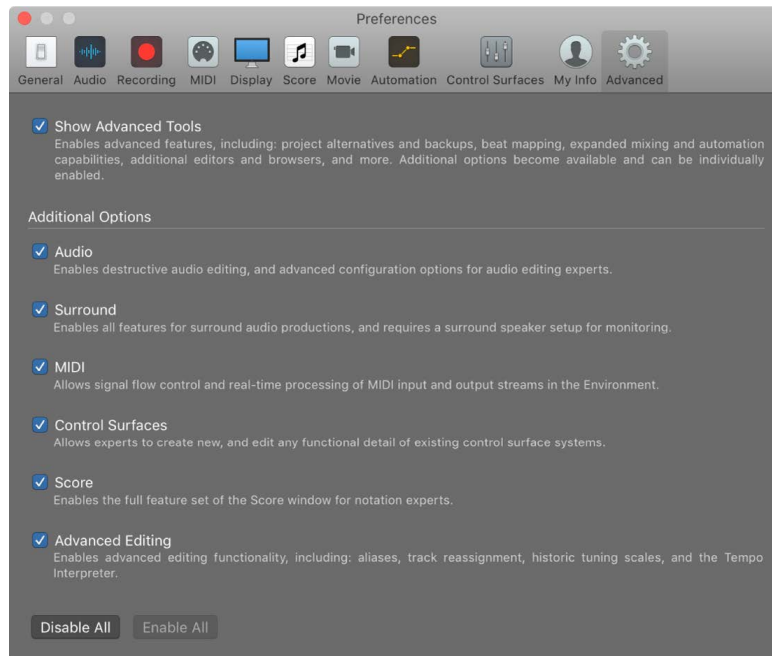 Preferences
General Audio Recording MIDI Display Score Movie Automation Control Surfaces My Info Advanced
Show Advanced Tools
Enables advanced features, including: project alternatives and backups, beat mapping, expanded mixing and automation
capabilities, additional editors and browsers, and more. Additional options become available and can be individually
enabled.
Additional Options
Audio
Enables destructive audio editing, and advanced configuration options for audio editing experts.
Surround
Enables all features for surround audio productions, and requires a surround speaker setup for monitoring.
MIDI
Allows signal flow control and real-time processing of MIDI input and output streams in the Environment.
Control Surfaces
Allows experts to create new, and edit any functional detail of existing control surface systems.
Score
Enables the full feature set of the Score window for notation experts.
Advanced Editing
Enables advanced editing functionality, including: aliases, track reassignment, historic tuning scales, and the Tempo
Interpreter.
Disable All Enable All